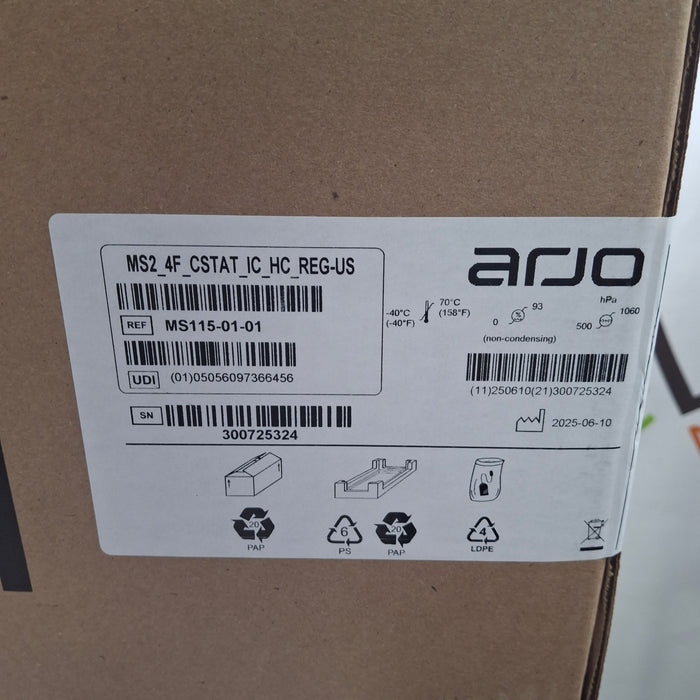 MS2_4F_CSTAT_IC_HC_REG-US
arjo
REF MS115-01-01
-40°C
(-40°F)
70°C
(158°F)
0 % 93
(non-condensing)
hPa
500 1060
UDI (01)05056097366456
(11)250610(21)300725324
SN
300725324
2025-06-10
20
PAP
6
PS
20
PAP
4
LDPE